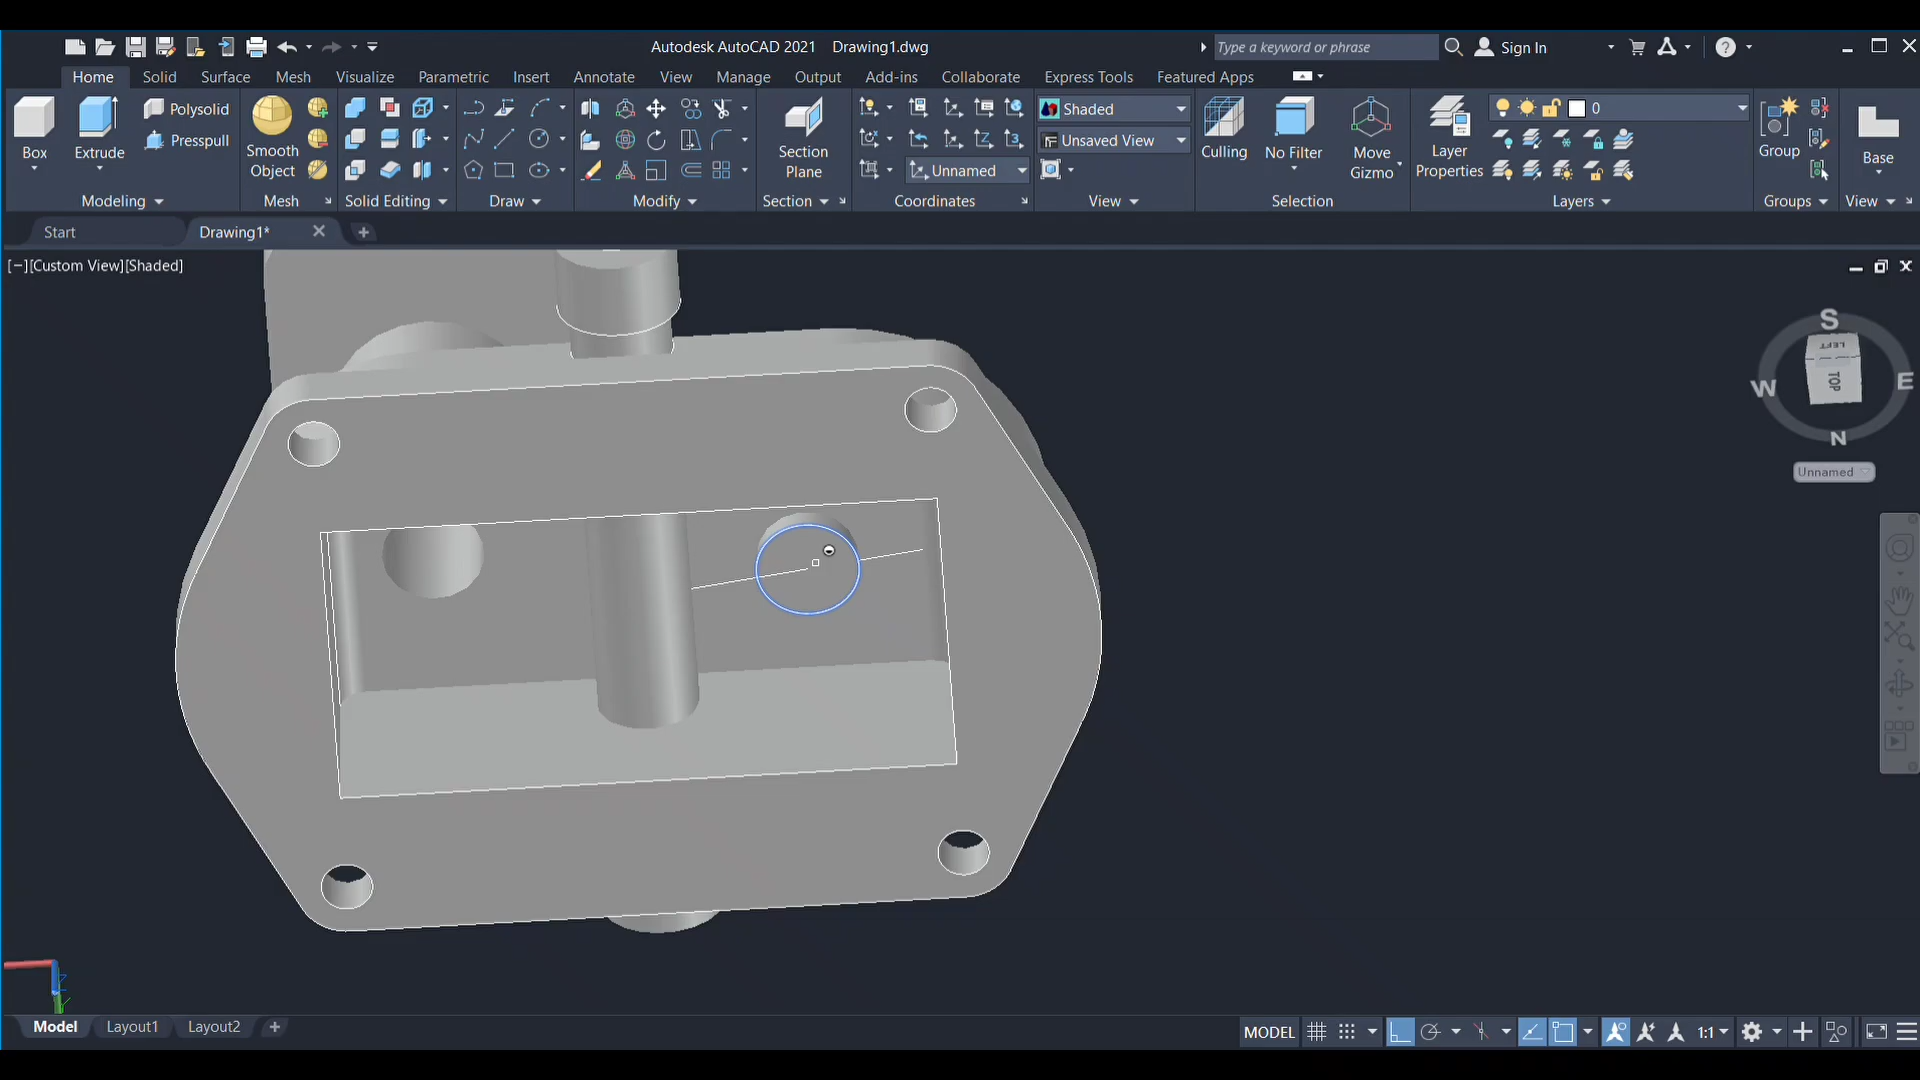 Autodesk AutoCAD 2021 Drawing1.dwg
Type a keyword or phrase
Sign In
Home Solid Surface Mesh Visualize Parametric Insert Annotate View Manage Output Add-ins Collaborate Express Tools Featured Apps
Box
Extrude
Polysolid
Presspull
Smooth
Object
Section
Plane
Unnamed
Shaded
Unsaved View
Culling
No Filter
Move
Gizmo
Layer
Properties
0
Group
Base
Modeling Mesh Solid Editing Draw Modify Section Coordinates View Selection Layers Groups View
Start Drawing1*
[−][Custom View][Shaded]
S
LEFT
TOP
W
E
N
Unnamed
Z
Y
Model Layout1 Layout2
MODEL
1:1